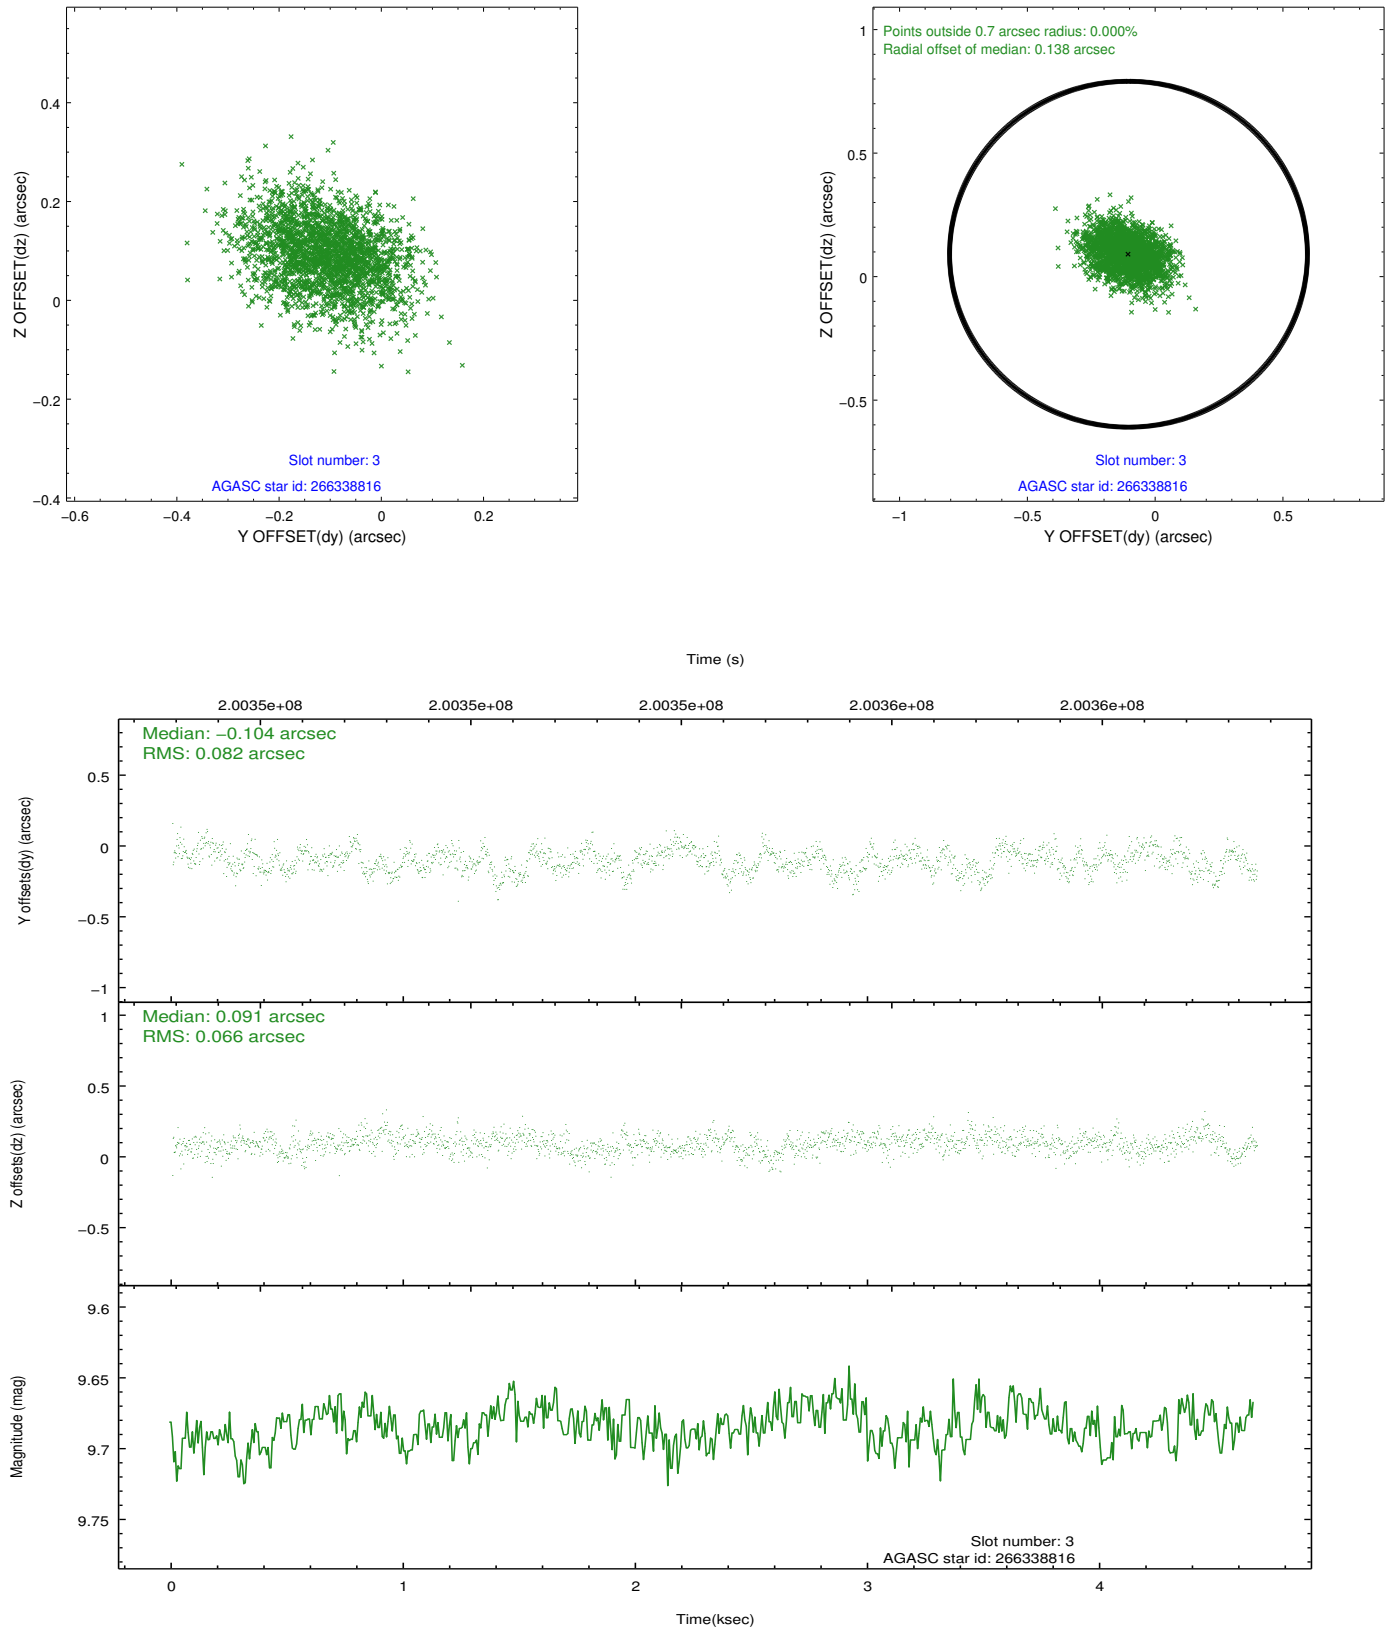 0.4
0.2
0
−0.2
−0.4
Z OFFSET(dz) (arcsec)
Slot number: 3
AGASC star id: 266338816
−0.6
−0.4
−0.2
0
0.2
Y OFFSET(dy) (arcsec)
Points outside 0.7 arcsec radius: 0.000%
Radial offset of median: 0.138 arcsec
1
0.5
0
−0.5
Z OFFSET(dz) (arcsec)
Slot number: 3
AGASC star id: 266338816
−1
−0.5
0
0.5
Y OFFSET(dy) (arcsec)
Time (s)
2.0035e+08
2.0035e+08
2.0035e+08
2.0036e+08
2.0036e+08
Median: −0.104 arcsec
RMS: 0.082 arcsec
0.5
0
−0.5
−1
Y offsets(dy) (arcsec)
Median: 0.091 arcsec
RMS: 0.066 arcsec
1
0.5
0
−0.5
Z offsets(dz) (arcsec)
9.6
9.65
9.7
9.75
Magnitude (mag)
Slot number: 3
AGASC star id: 266338816
0
1
2
3
4
Time(ksec)